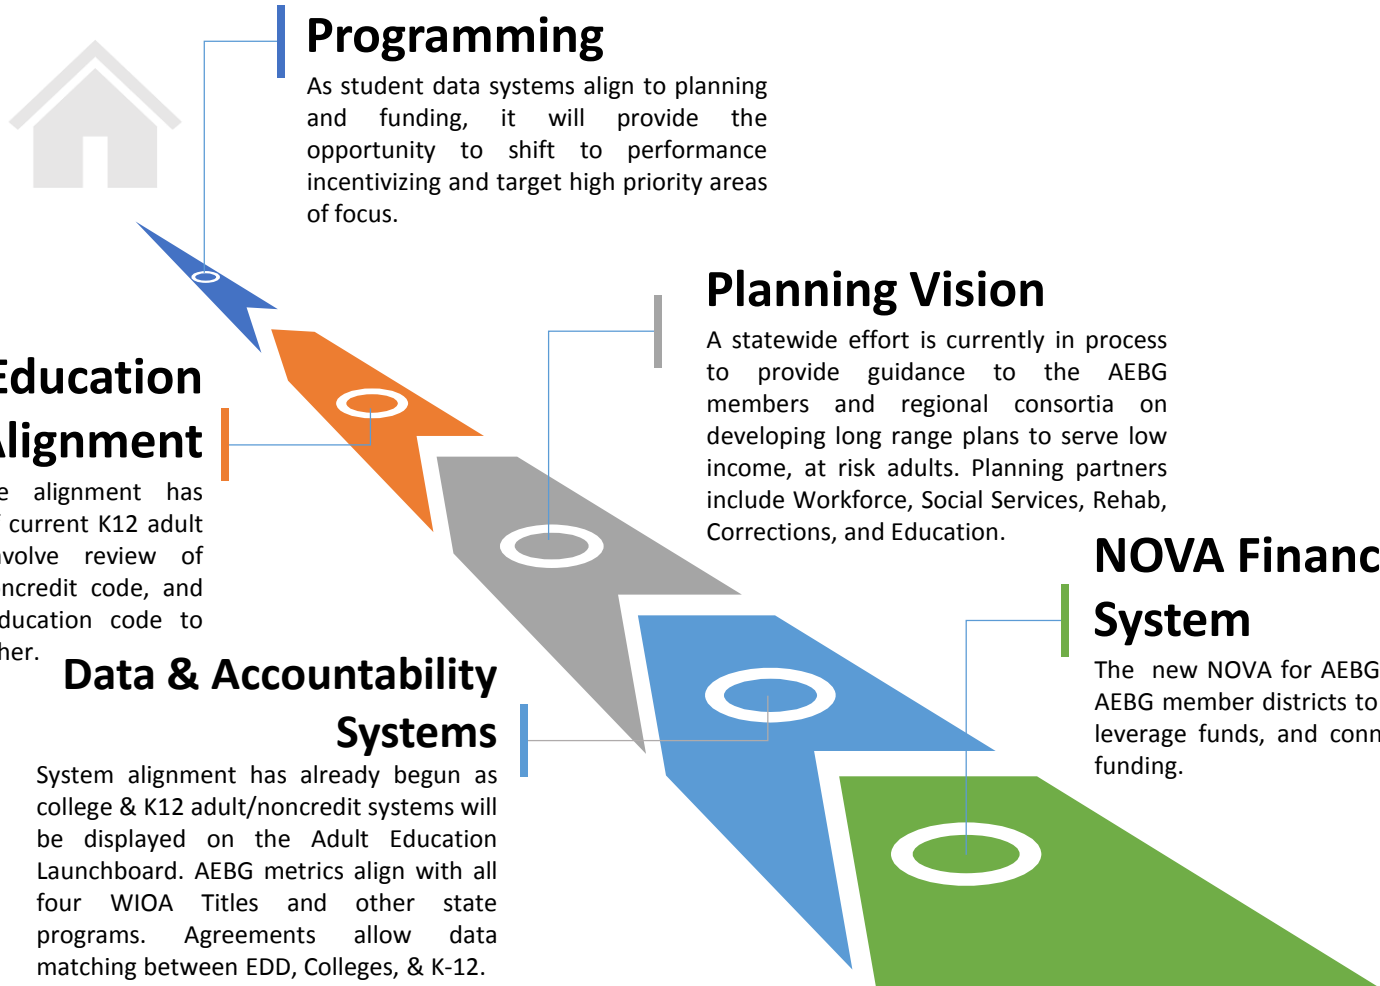 Programming
As student data systems align to planning
and funding, it will provide the
opportunity to shift to performance
incentivizing and target high priority areas
of focus.
Planning Vision
A statewide effort is currently in process
to provide guidance to the AEBG
members and regional consortia on
developing long range plans to serve low
income, at risk adults. Planning partners
include Workforce, Social Services, Rehab,
Corrections, and Education.
Education
Alignment
alignment has
current K12 adult
involve review of
noncredit code, and
education code to
NOVA Financ
System
The new NOVA for AEBG
AEBG member districts to
leverage funds, and conn
funding.
Data & Accountability
Systems
System alignment has already begun as
college & K12 adult/noncredit systems will
be displayed on the Adult Education
Launchboard. AEBG metrics align with all
four WIOA Titles and other state
programs. Agreements allow data
matching between EDD, Colleges, & K-12.